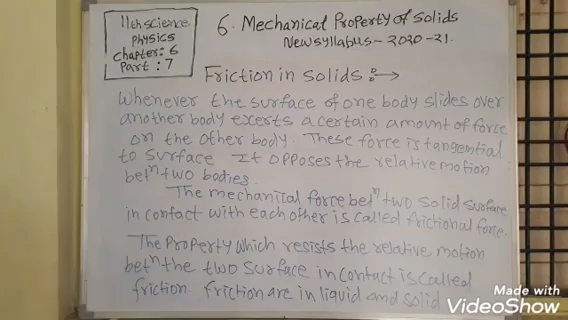 11th science
Physics
Chapter: 6
Part : 7
6. Mechanical Property of Solids
New syllabus - 2020-21.
Friction in solids :→
Whenever the surface of one body slides over
another body exerts a certain amount of force
on the other body. These force is tangential
to surface It opposes the relative motion
betn two bodies.
The mechanical force betn two solid surface
in contact with each other is called frictional force.
The Property which resists the relative motion
betn the two surface in contact is called
friction. friction are in liquid and solid
Made with
VideoShow